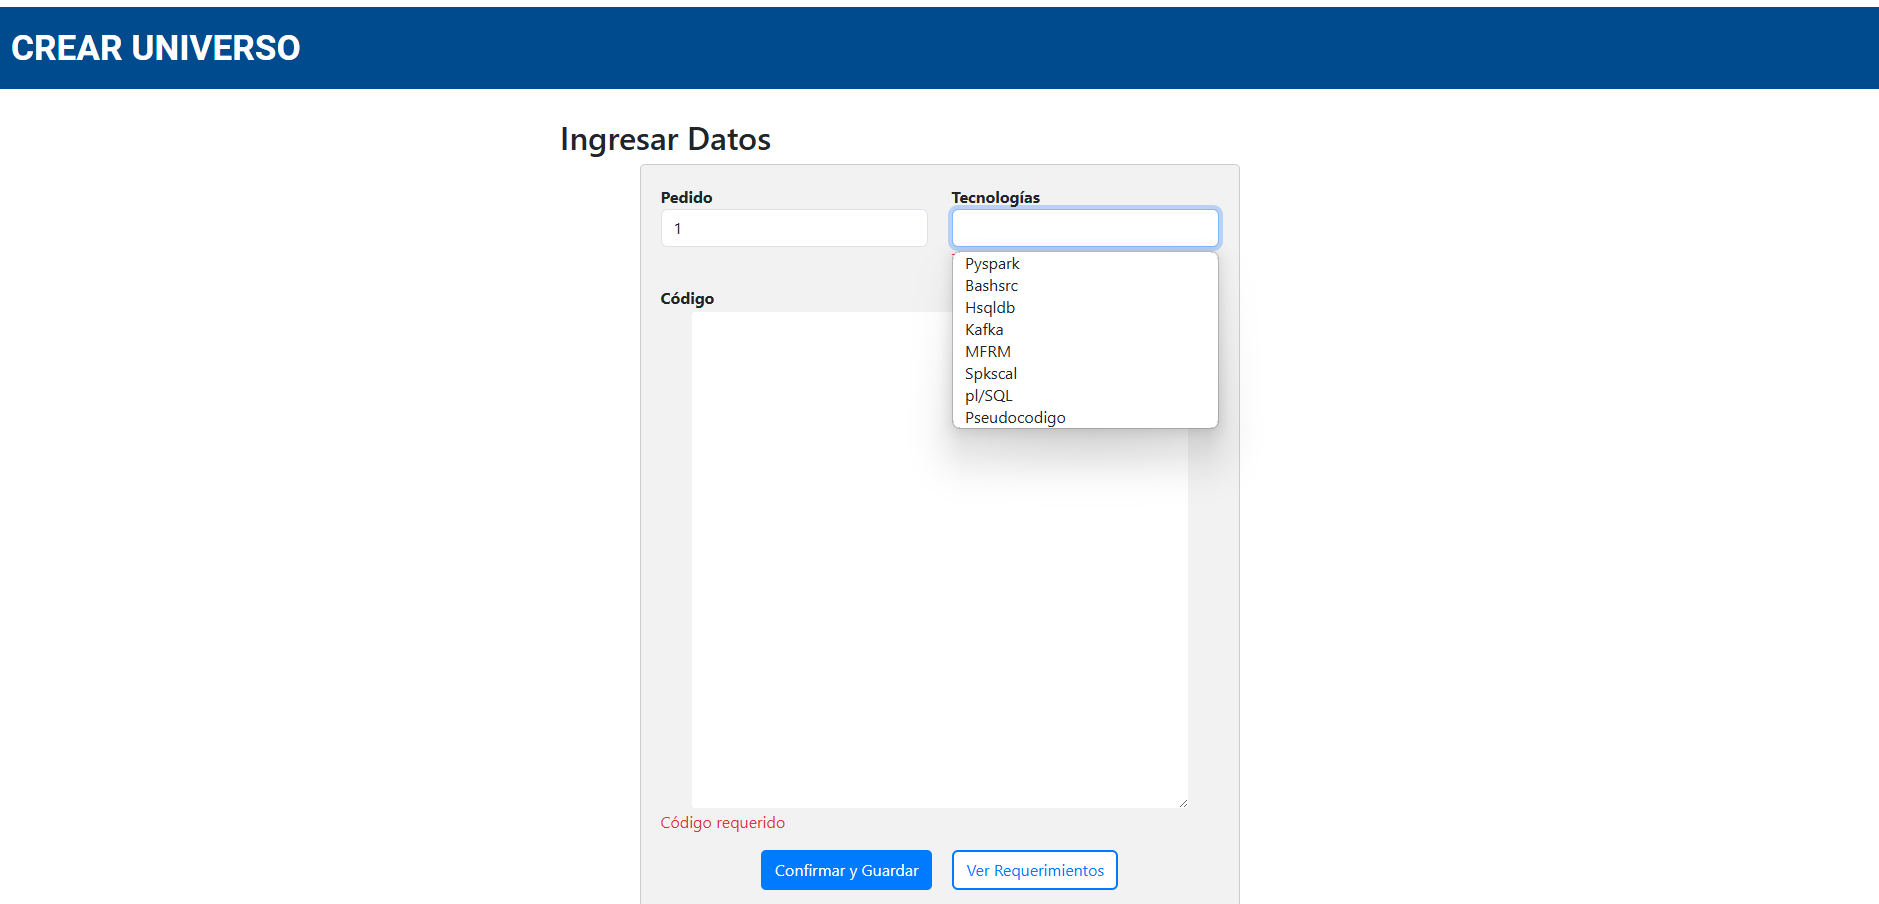 CREAR UNIVERSO
Ingresar Datos
Pedido
Tecnologías
1
Pyspark
Bashsrc
Hsqldb
Kafka
MFRM
Spkscal
pl/SQL
Pseudocodigo
Código
Código requerido
Confirmar y Guardar
Ver Requerimientos